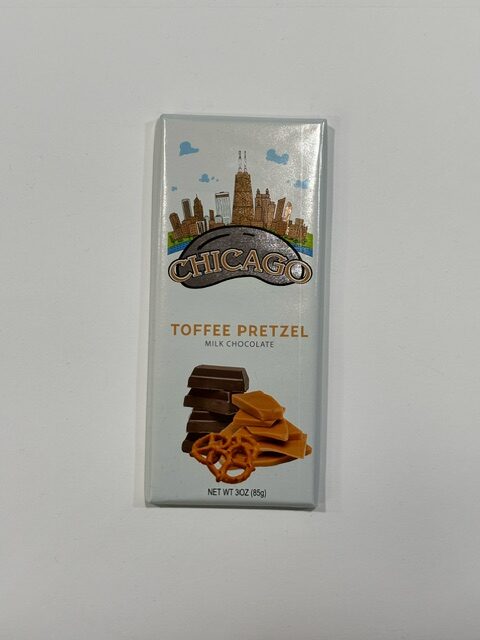 CHICAGO
TOFFEE PRETZEL
MILK CHOCOLATE
NET WT 3OZ (85g)